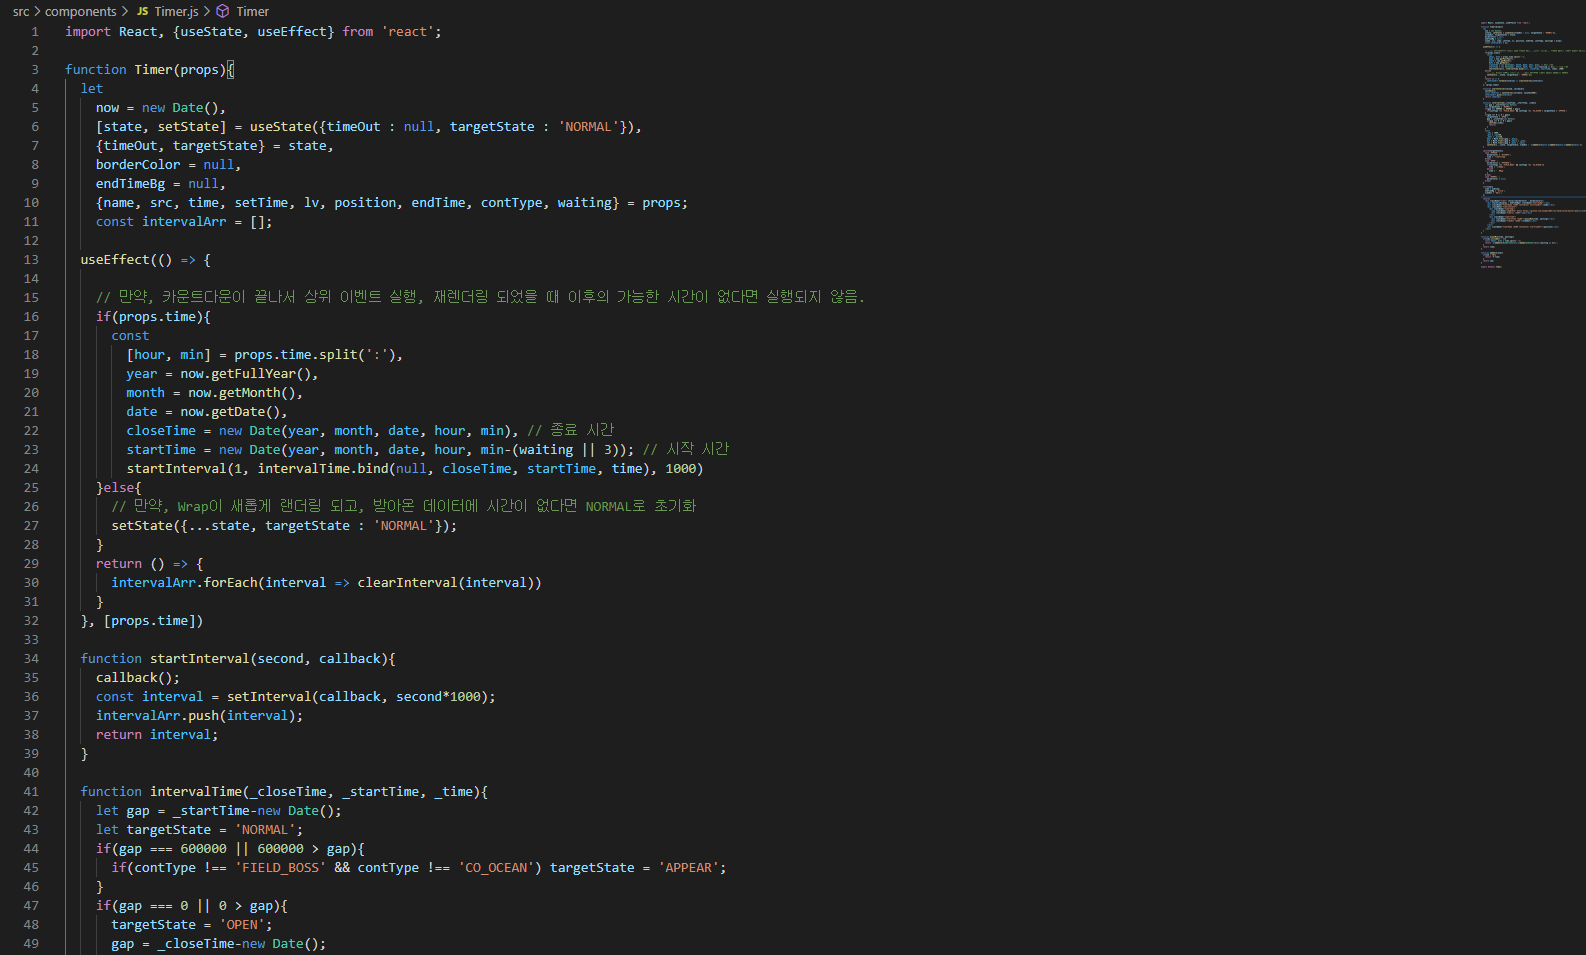 src > components > JS Timer.js > Timer
1 import React, {useState, useEffect} from 'react';
2
3 function Timer(props){
4 let
5 now = new Date(),
6 [state, setState] = useState({timeOut : null, targetState : 'NORMAL'}),
7 {timeOut, targetState} = state,
8 borderColor = null,
9 endTimeBg = null,
10 {name, src, time, setTime, lv, position, endTime, contType, waiting} = props;
11 const intervalArr = [];
12
13 useEffect(() => {
14
15 // 만약, 카운트다운이 끝나서 상위 이벤트 실행, 재렌더링 되었을 때 이후의 가능한 시간이 없다면 실행되지 않음.
16 if(props.time){
17 const
18 [hour, min] = props.time.split(':'),
19 year = now.getFullYear(),
20 month = now.getMonth(),
21 date = now.getDate(),
22 closeTime = new Date(year, month, date, hour, min), // 종료 시간
23 startTime = new Date(year, month, date, hour, min-(waiting || 3)); // 시작 시간
24 startInterval(1, intervalTime.bind(null, closeTime, startTime, time), 1000)
25 }else{
26 // 만약, Wrap이 새롭게 랜더링 되고, 받아온 데이터에 시간이 없다면 NORMAL로 초기화
27 setState({...state, targetState : 'NORMAL'});
28 }
29 return () => {
30 intervalArr.forEach(interval => clearInterval(interval))
31 }
32 }, [props.time])
33
34 function startInterval(second, callback){
35 callback();
36 const interval = setInterval(callback, second*1000);
37 intervalArr.push(interval);
38 return interval;
39 }
40
41 function intervalTime(_closeTime, _startTime, _time){
42 let gap = _startTime-new Date();
43 let targetState = 'NORMAL';
44 if(gap === 600000 || 600000 > gap){
45 if(contType !== 'FIELD_BOSS' && contType !== 'CO_OCEAN') targetState = 'APPEAR';
46 }
47 if(gap === 0 || 0 > gap){
48 targetState = 'OPEN';
49 gap = _closeTime-new Date();